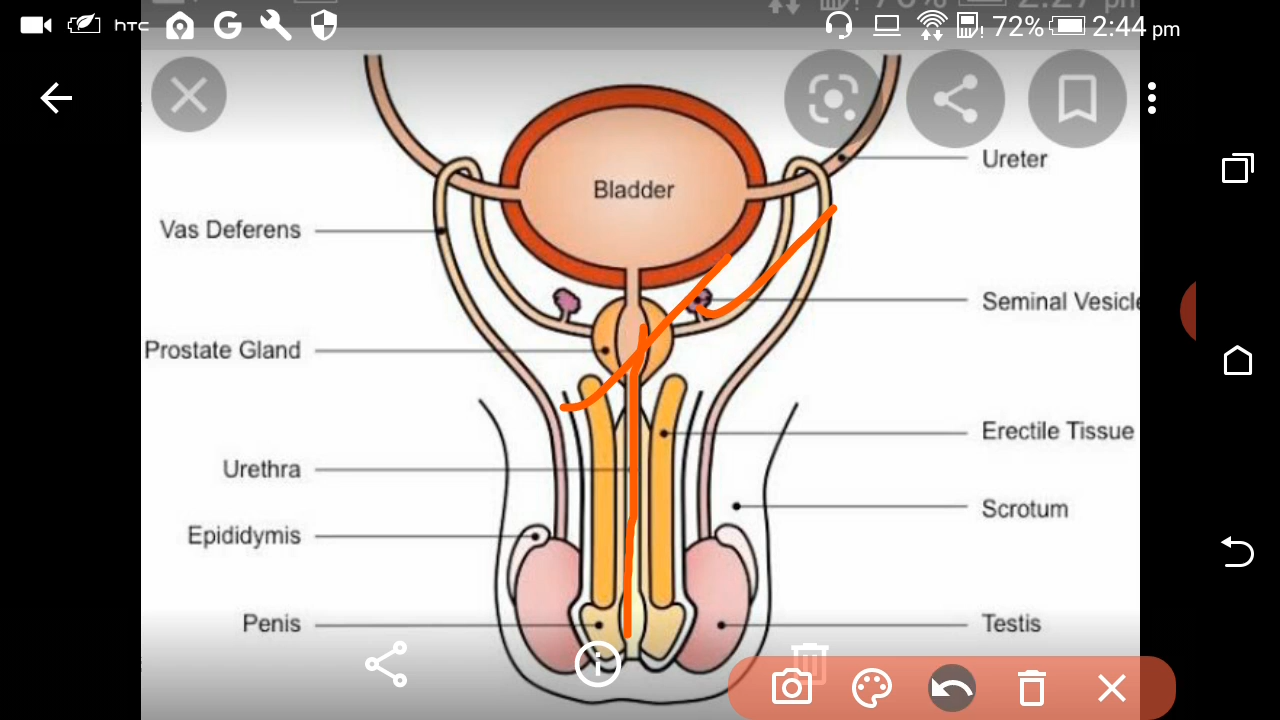 hTC 72% 2:44 pm
Bladder
Ureter
Vas Deferens
Seminal Vesicle
Prostate Gland
Erectile Tissue
Urethra
Scrotum
Epididymis
Penis
Testis